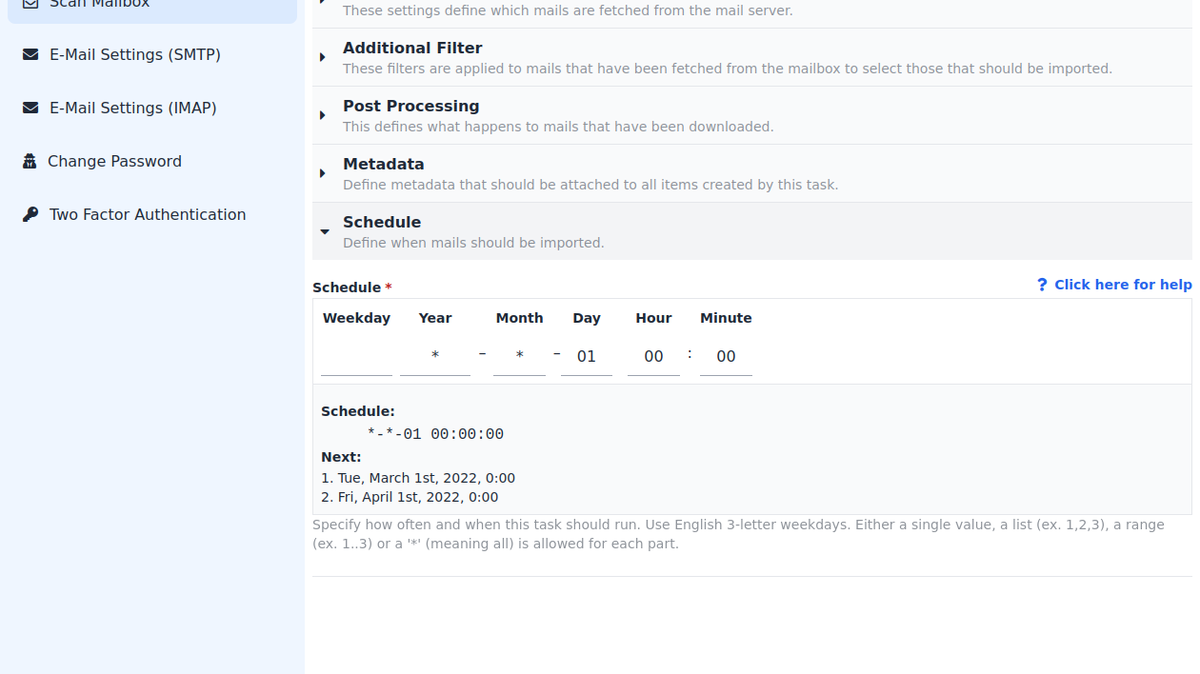 Scan Mailbox
E-Mail Settings (SMTP)
E-Mail Settings (IMAP)
Change Password
Two Factor Authentication
These settings define which mails are fetched from the mail server.
Additional Filter
These filters are applied to mails that have been fetched from the mailbox to select those that should be imported.
Post Processing
This defines what happens to mails that have been downloaded.
Metadata
Define metadata that should be attached to all items created by this task.
Schedule
Define when mails should be imported.
Schedule * ? Click here for help
Weekday Year Month Day Hour Minute
* – * – 01 00 : 00
Schedule:
*-*-01 00:00:00
Next:
1. Tue, March 1st, 2022, 0:00
2. Fri, April 1st, 2022, 0:00
Specify how often and when this task should run. Use English 3-letter weekdays. Either a single value, a list (ex. 1,2,3), a range
(ex. 1..3) or a '*' (meaning all) is allowed for each part.